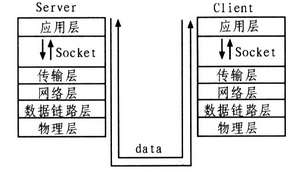 Server
应用层
Socket
传输层
网络层
数据链路层
物理层
data
Client
应用层
Socket
传输层
网络层
数据链路层
物理层